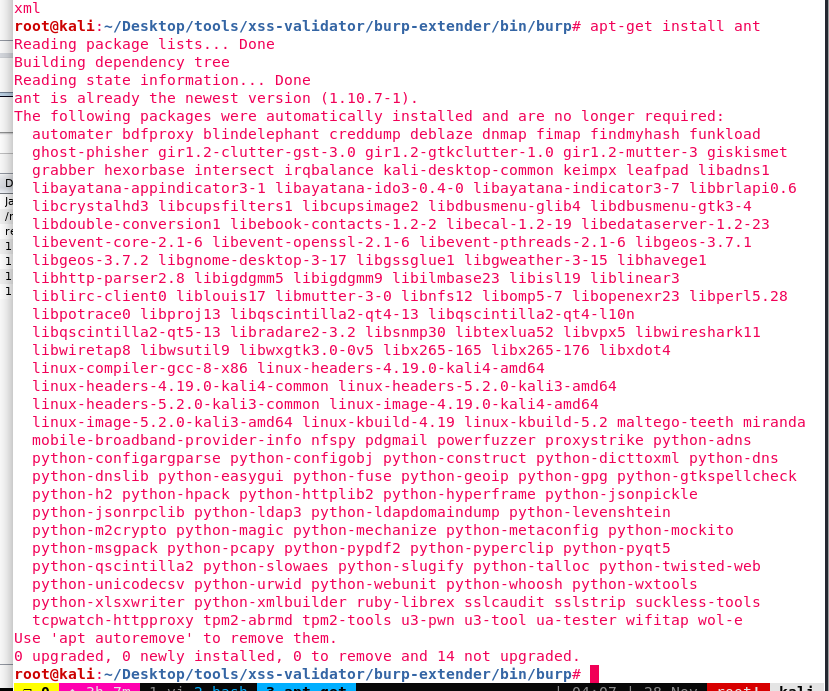 xml
root@kali:~/Desktop/tools/xss-validator/burp-extender/bin/burp# apt-get install ant
Reading package lists... Done
Building dependency tree
Reading state information... Done
ant is already the newest version (1.10.7-1).
The following packages were automatically installed and are no longer required:
  automater bdfproxy blindelephant creddump deblaze dnmap fimap findmyhash funkload
  ghost-phisher gir1.2-clutter-gst-3.0 gir1.2-gtkclutter-1.0 gir1.2-mutter-3 giskismet
  grabber hexorbase intersect irqbalance kali-desktop-common keimpx leafpad libadns1
  libayatana-appindicator3-1 libayatana-ido3-0.4-0 libayatana-indicator3-7 libbrlapi0.6
  libcrystalhd3 libcupsfilters1 libcupsimage2 libdbusmenu-glib4 libdbusmenu-gtk3-4
  libdouble-conversion1 libebook-contacts-1.2-2 libecal-1.2-19 libedataserver-1.2-23
  libevent-core-2.1-6 libevent-openssl-2.1-6 libevent-pthreads-2.1-6 libgeos-3.7.1
  libgeos-3.7.2 libgnome-desktop-3-17 libgssglue1 libgweather-3-15 libhavege1
  libhttp-parser2.8 libigdgmm5 libigdgmm9 libilmbase23 libisl19 liblinear3
  liblirc-client0 liblouis17 libmutter-3-0 libnfs12 libomp5-7 libopenexr23 libperl5.28
  libpotrace0 libproj13 libqscintilla2-qt4-13 libqscintilla2-qt4-l10n
  libqscintilla2-qt5-13 libradare2-3.2 libsnmp30 libtexlua52 libvpx5 libwireshark11
  libwiretap8 libwsutil9 libwxgtk3.0-0v5 libx265-165 libx265-176 libxdot4
  linux-compiler-gcc-8-x86 linux-headers-4.19.0-kali4-amd64
  linux-headers-4.19.0-kali4-common linux-headers-5.2.0-kali3-amd64
  linux-headers-5.2.0-kali3-common linux-image-4.19.0-kali4-amd64
  linux-image-5.2.0-kali3-amd64 linux-kbuild-4.19 linux-kbuild-5.2 maltego-teeth miranda
  mobile-broadband-provider-info nfspy pdgmail powerfuzzer proxystrike python-adns
  python-configargparse python-configobj python-construct python-dicttoxml python-dns
  python-dnslib python-easygui python-fuse python-geoip python-gpg python-gtkspellcheck
  python-h2 python-hpack python-httplib2 python-hyperframe python-jsonpickle
  python-jsonrpclib python-ldap3 python-ldapdomaindump python-levenshtein
  python-m2crypto python-magic python-mechanize python-metaconfig python-mockito
  python-msgpack python-pcapy python-pypdf2 python-pyperclip python-pyqt5
  python-qscintilla2 python-slowaes python-slugify python-talloc python-twisted-web
  python-unicodecsv python-urwid python-webunit python-whoosh python-wxtools
  python-xlsxwriter python-xmlbuilder ruby-librex sslcaudit sslstrip suckless-tools
  tcpwatch-httpproxy tpm2-abrmd tpm2-tools u3-pwn u3-tool ua-tester wifitap wol-e
Use 'apt autoremove' to remove them.
0 upgraded, 0 newly installed, 0 to remove and 14 not upgraded.
root@kali:~/Desktop/tools/xss-validator/burp-extender/bin/burp#